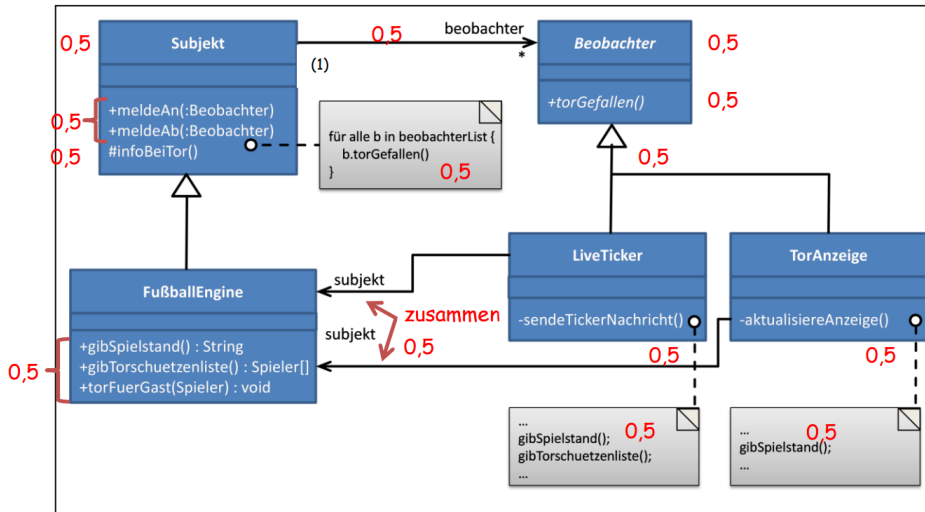 0,5
Subjekt
0,5
beobachter
*
(1)
Beobachter
0,5
+torGefallen()
0,5
0,5
+meldeAn(:Beobachter)
+meldeAb(:Beobachter)
0,5
#infoBeiTor()
für alle b in beobachterList {
b.torGefallen()
}
0,5
0,5
LiveTicker
-sendeTickerNachricht()
0,5
TorAnzeige
-aktualisiereAnzeige()
0,5
subjekt
zusammen
subjekt
0,5
FußballEngine
0,5
+gibSpielstand() : String
+gibTorschuetzenliste() : Spieler[]
+torFuerGast(Spieler) : void
...
gibSpielstand();
gibTorschuetzenliste();
...
0,5
...
gibSpielstand();
...
0,5